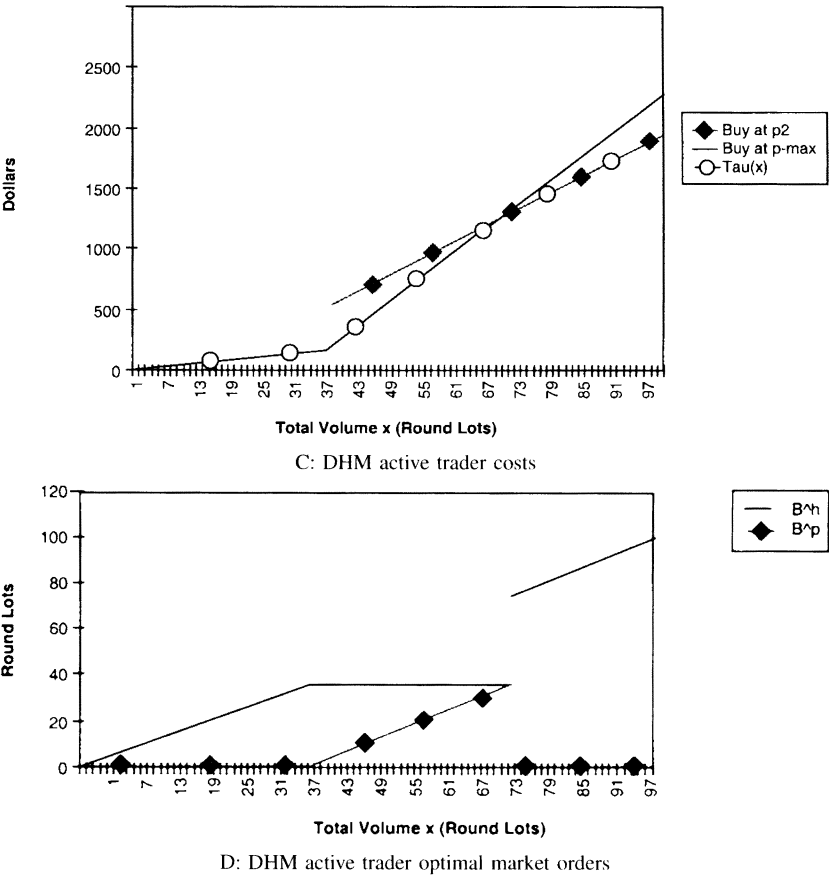 2500
2000
1500
1000
500
0
Dollars
1 7 13 19 25 31 37 43 49 55 61 67 73 79 85 91 97
Total Volume x (Round Lots)
Buy at p2
Buy at p-max
Tau(x)
C: DHM active trader costs
120
100
80
60
40
20
0
Round Lots
1 7 13 19 25 31 37 43 49 55 61 67 73 79 85 91 97
Total Volume x (Round Lots)
B^h
B^p
D: DHM active trader optimal market orders